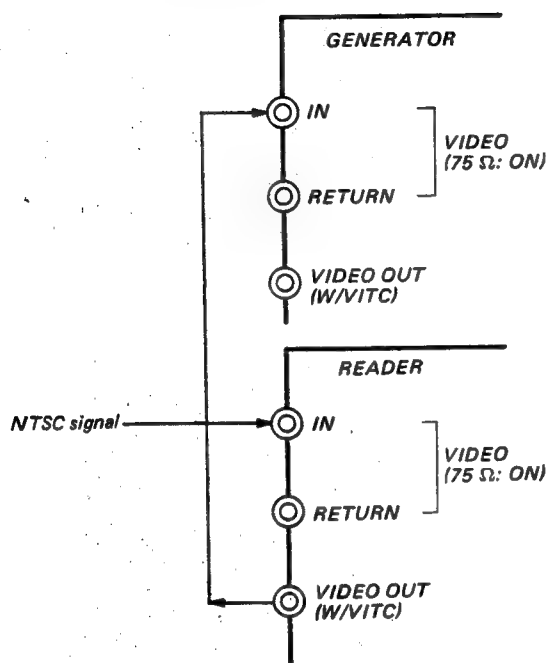 GENERATOR
IN
VIDEO
(75 Ω: ON)
RETURN
VIDEO OUT
(W/VITC)
READER
NTSC signal
IN
VIDEO
(75 Ω: ON)
RETURN
VIDEO OUT
(W/VITC)